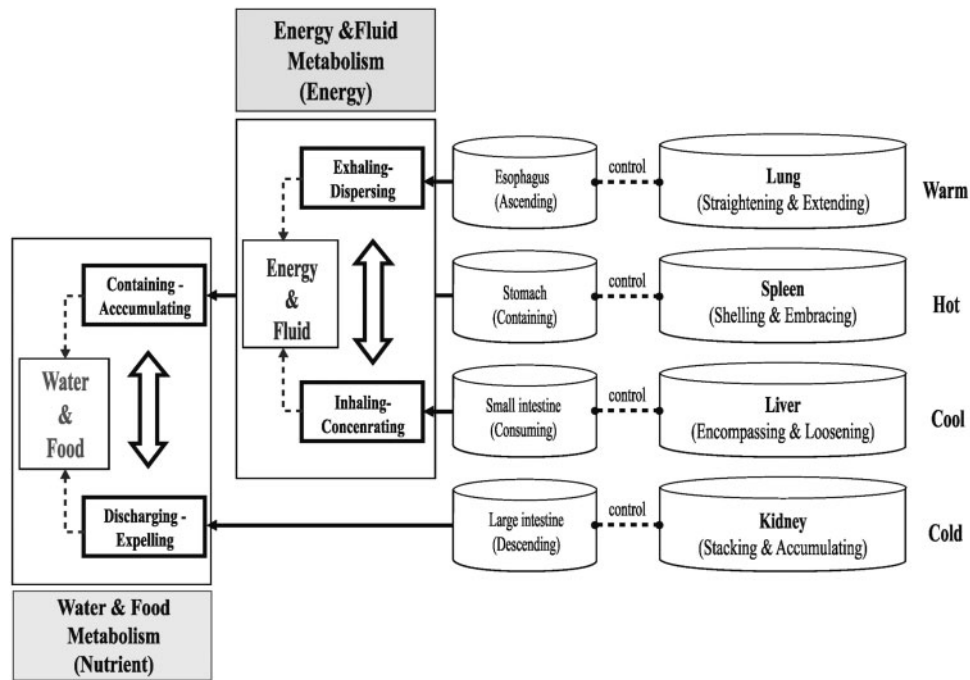 Energy &Fluid
Metabolism
(Energy)
Exhaling-
Dispersing
Esophagus
(Ascending)
control
Lung
(Straightening & Extending)
Warm
Containing -
Acccumulating
Energy
&
Fluid
Stomach
(Containing)
control
Spleen
(Shelling & Embracing)
Hot
Water
&
Food
Inhaling-
Concenrating
Small intestine
(Consuming)
control
Liver
(Encompassing & Loosening)
Cool
Discharging -
Expelling
Large intestine
(Descending)
control
Kidney
(Stacking & Accumulating)
Cold
Water & Food
Metabolism
(Nutrient)